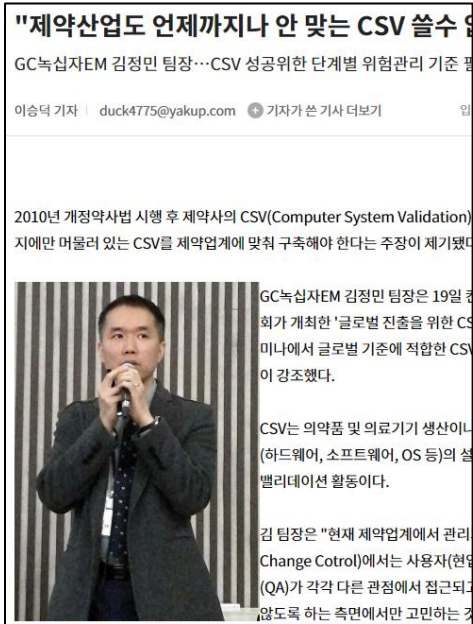 "제약산업도 언제까지나 안 맞는 CSV 쓸수
GC녹십자EM 김정민 팀장…CSV 성공위한 단계별 위험관리 기준
이승덕 기자 duck4775@yakup.com 기자가 쓴 기사 더보기
2010년 개정약사법 시행 후 제약사의 CSV(Computer System Validation)
지에만 머물러 있는 CSV를 제약업계에 맞춰 구축해야 한다는 주장이 제기됐
GC녹십자EM 김정민 팀장은 19일
회가 개최한 '글로벌 진출을 위한 CS
미나에서 글로벌 기준에 적합한 CSV
이 강조했다.
CSV는 의약품 및 의료기기 생산이
(하드웨어, 소프트웨어, OS 등)의 설
밸리데이션 활동이다.
김 팀장은 "현재 제약업계에서 관리
Change Cotrol)에서는 사용자(현
(QA)가 각각 다른 관점에서 접근되
않도록 하는 측면에서만 고민하는